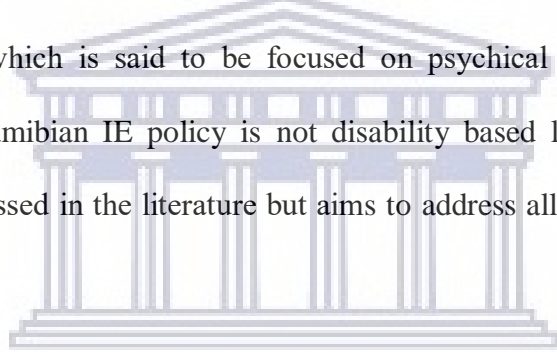 which is said to be focused on psychical
mibian IE policy is not disability based l
ssed in the literature but aims to address all